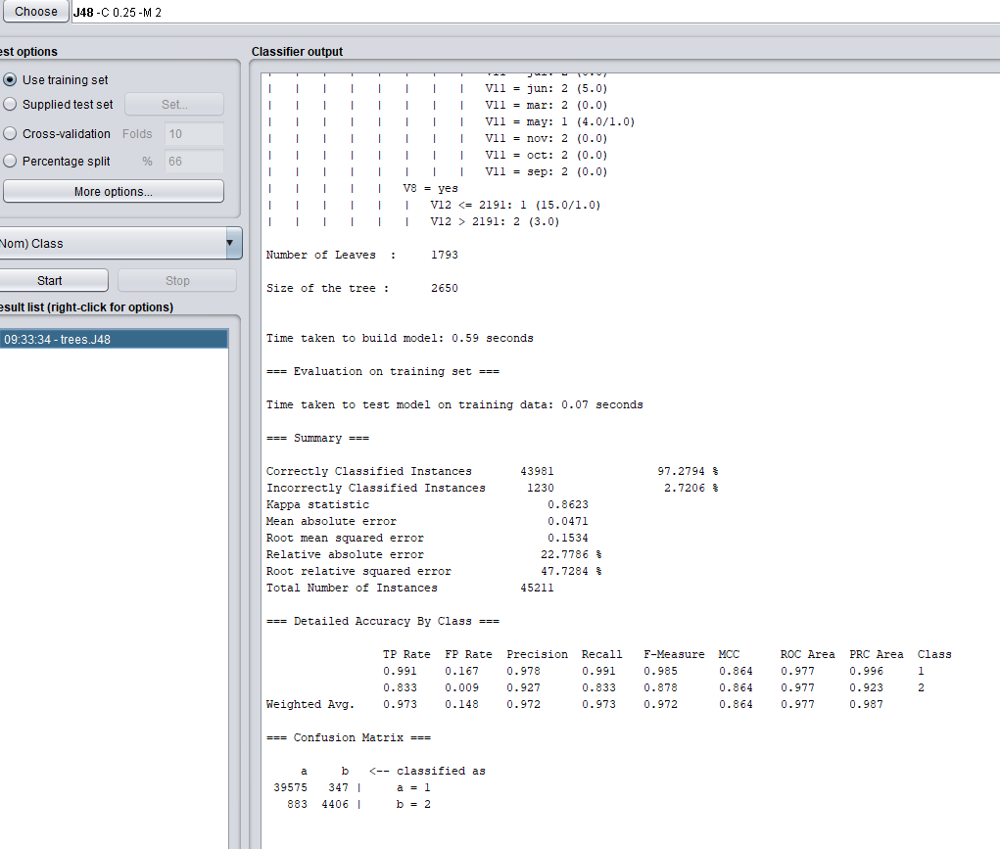 Choose J48 -C 0.25 -M 2
est options
Use training set
Supplied test set Set...
Cross-validation Folds 10
Percentage split % 66
More options...
Nom) Class
Start Stop
esult list (right-click for options)
09:33:34 - trees.J48
Classifier output
| | | | | | | | V11 = jul: 2 (0.0)
| | | | | | | | V11 = jun: 2 (5.0)
| | | | | | | | V11 = mar: 2 (0.0)
| | | | | | | | V11 = may: 1 (4.0/1.0)
| | | | | | | | V11 = nov: 2 (0.0)
| | | | | | | | V11 = oct: 2 (0.0)
| | | | | | | | V11 = sep: 2 (0.0)
| | | | | V8 = yes
| | | | | | V12 <= 2191: 1 (15.0/1.0)
| | | | | | V12 > 2191: 2 (3.0)
Number of Leaves : 1793
Size of the tree : 2650
Time taken to build model: 0.59 seconds
=== Evaluation on training set ===
Time taken to test model on training data: 0.07 seconds
=== Summary ===
Correctly Classified Instances 43981 97.2794 %
Incorrectly Classified Instances 1230 2.7206 %
Kappa statistic 0.8623
Mean absolute error 0.0471
Root mean squared error 0.1534
Relative absolute error 22.7786 %
Root relative squared error 47.7284 %
Total Number of Instances 45211
=== Detailed Accuracy By Class ===
TP Rate FP Rate Precision Recall F-Measure MCC ROC Area PRC Area Class
0.991 0.167 0.978 0.991 0.985 0.864 0.977 0.996 1
0.833 0.009 0.927 0.833 0.878 0.864 0.977 0.923 2
Weighted Avg. 0.973 0.148 0.972 0.973 0.972 0.864 0.977 0.987
=== Confusion Matrix ===
a b <-- classified as
39575 347 | a = 1
883 4406 | b = 2